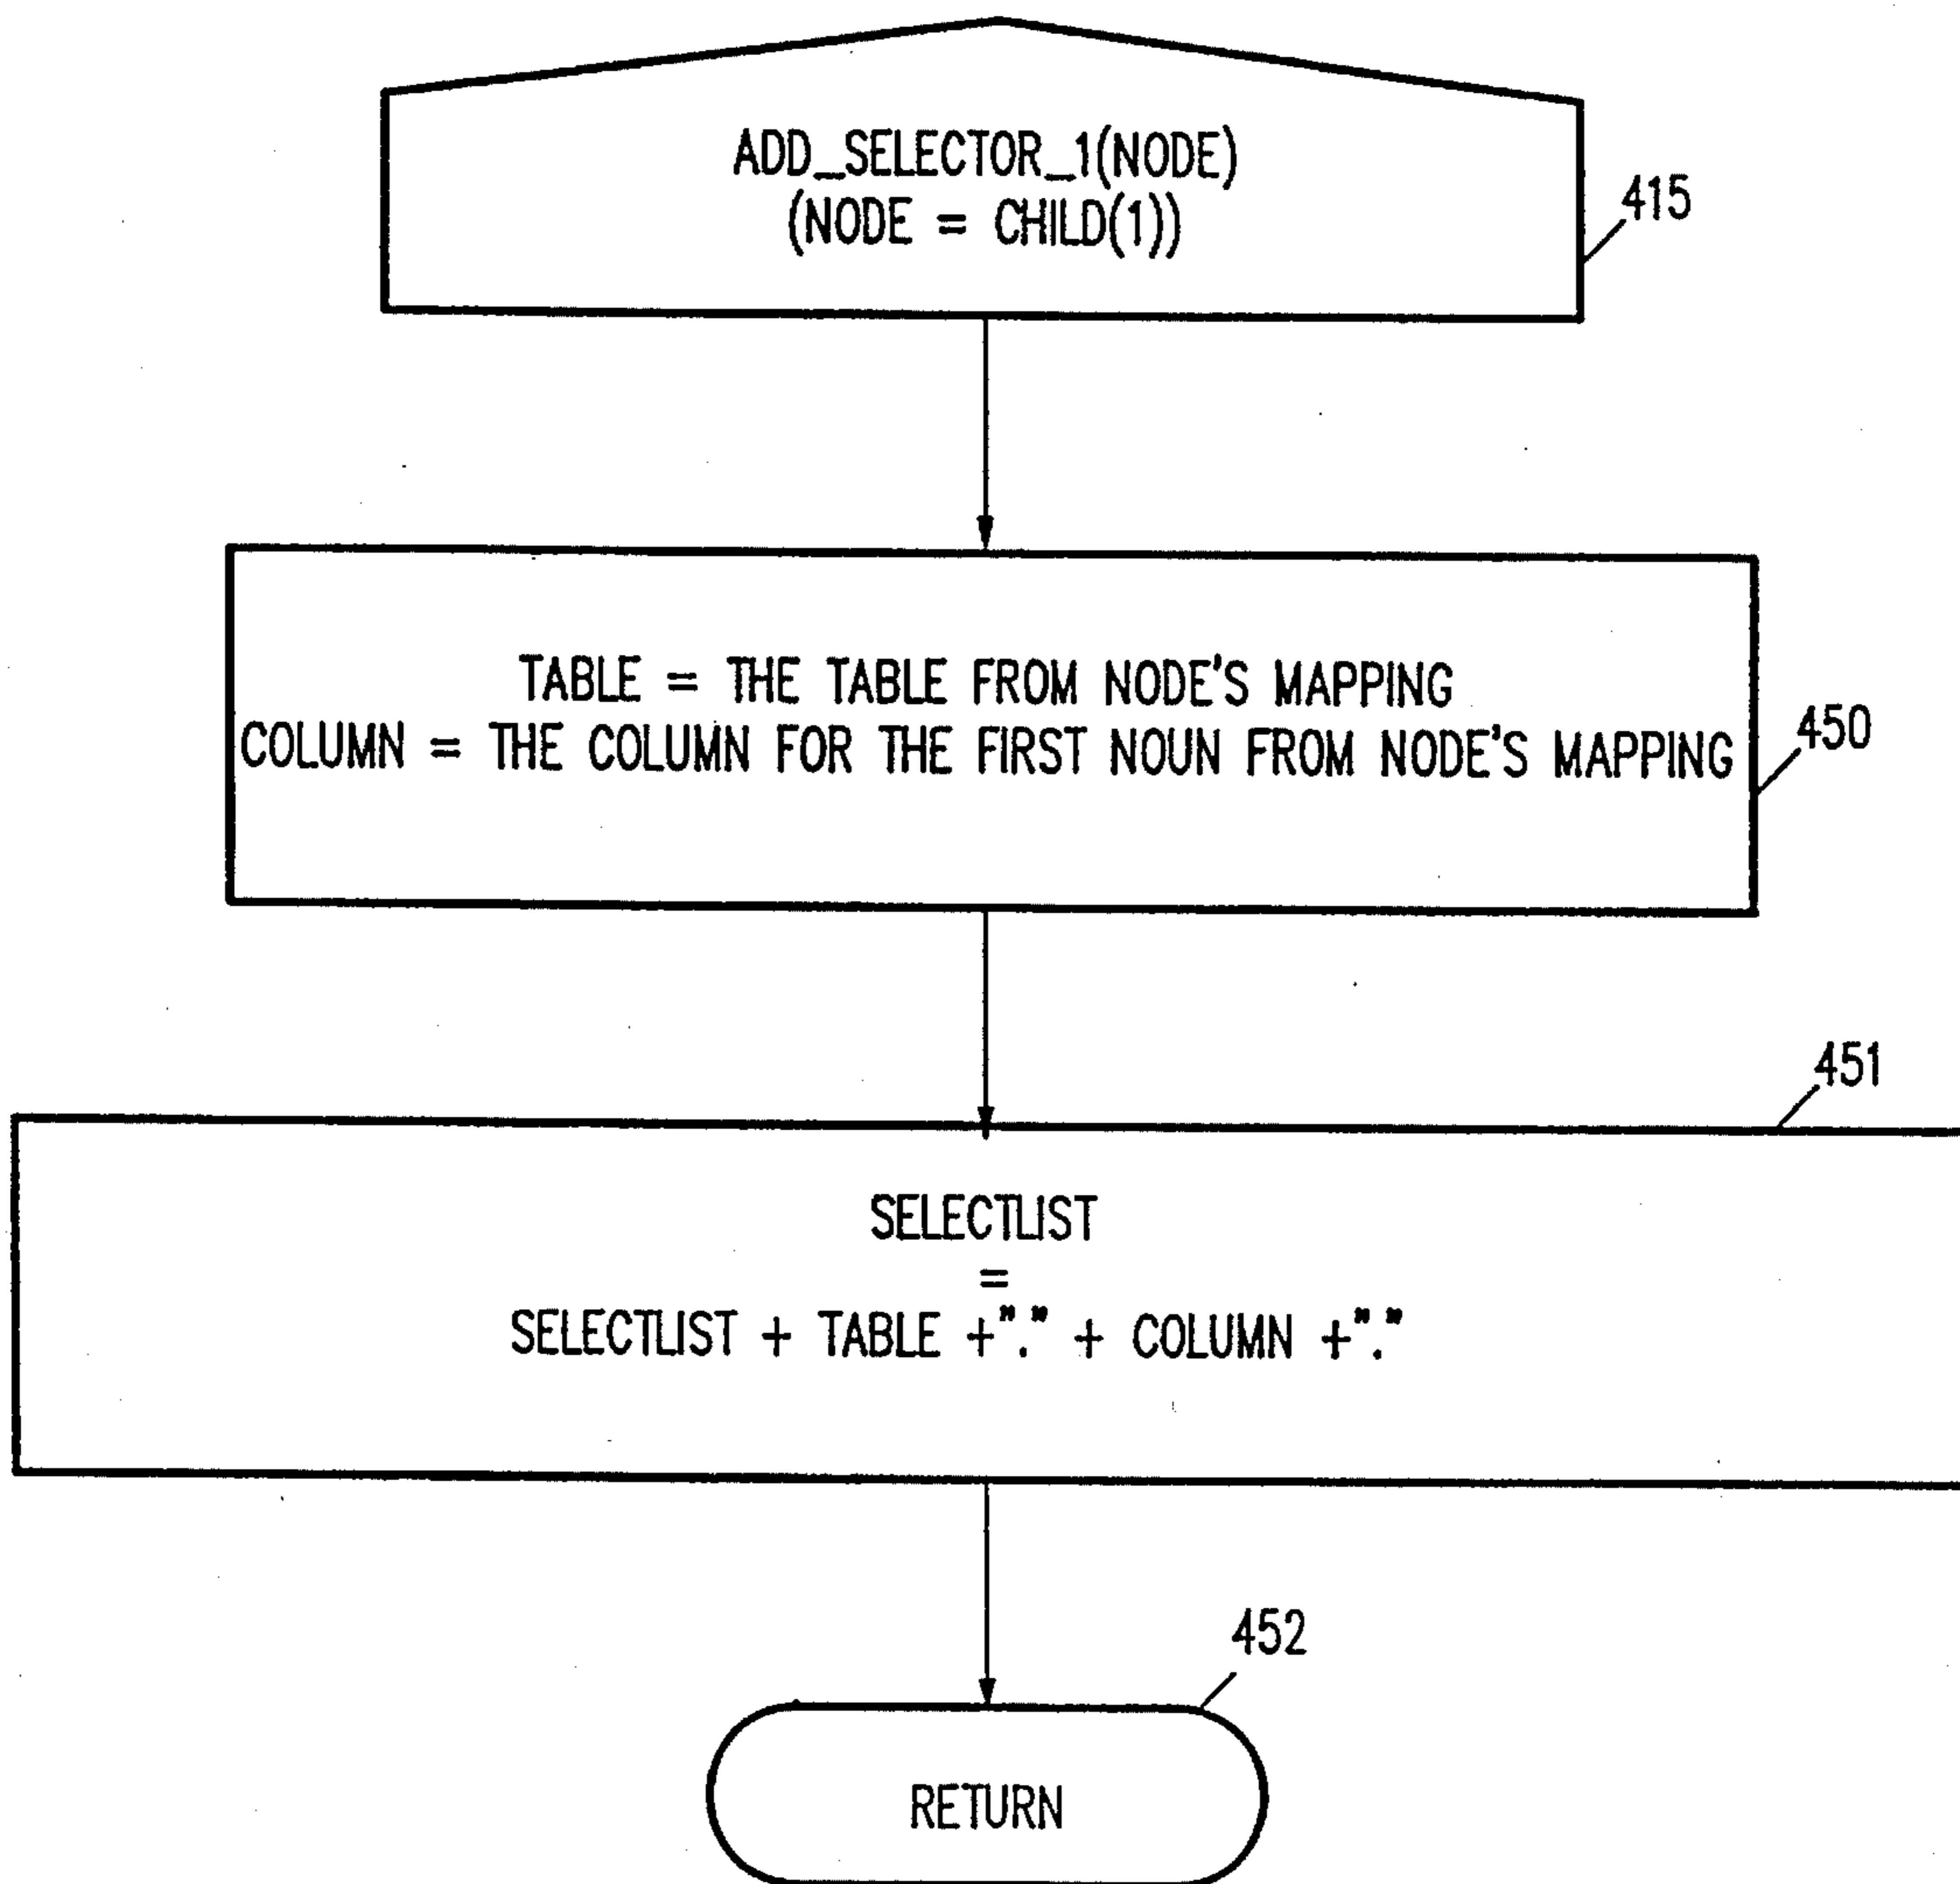 ADD_SELECTOR_1(NODE)
(NODE = CHILD(1))
415
TABLE = THE TABLE FROM NODE'S MAPPING
COLUMN = THE COLUMN FOR THE FIRST NOUN FROM NODE'S MAPPING
450
451
SELECTLIST
=
SELECTLIST + TABLE +"." + COLUMN +"."
452
RETURN